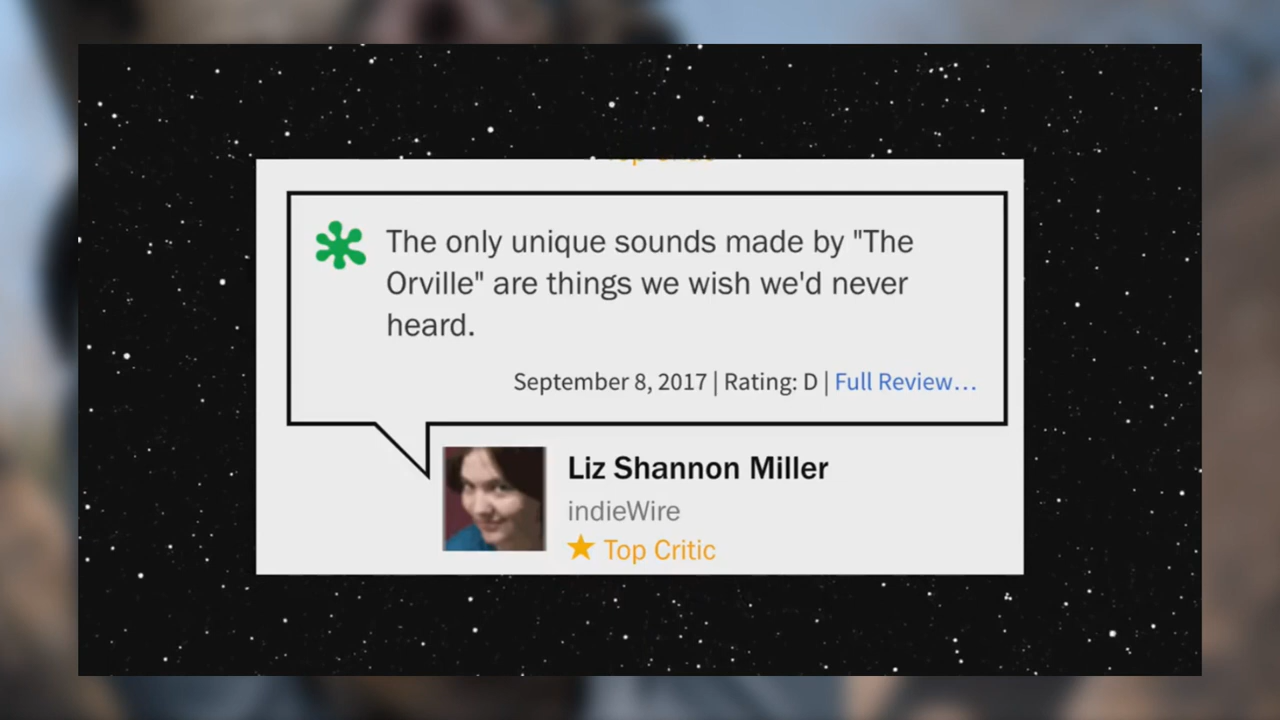 The only unique sounds made by "The
Orville" are things we wish we'd never
heard.
September 8, 2017 | Rating: D | Full Review...
Liz Shannon Miller
indieWire
Top Critic